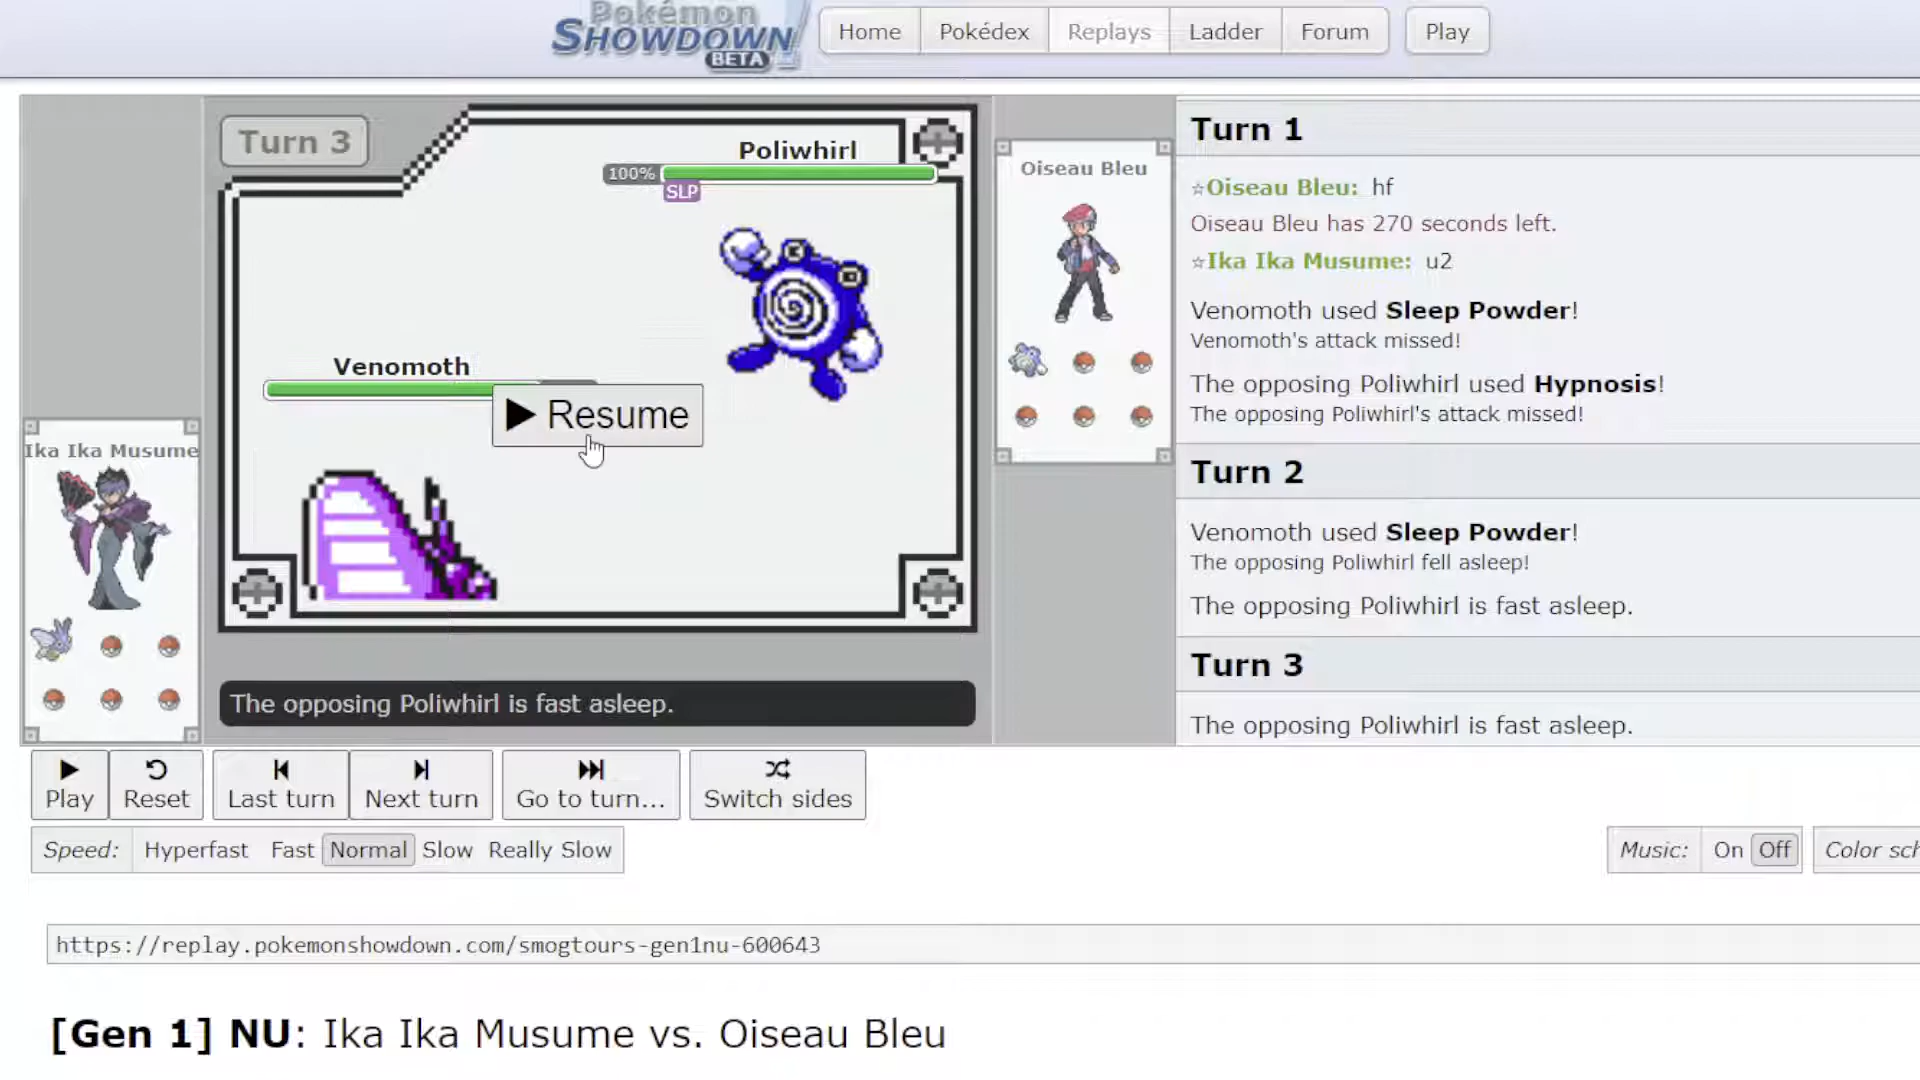 Pokémon
SHOWDOWN
BETA
Home
Pokédex
Replays
Ladder
Forum
Play
Turn 3
Poliwhirl
100%
SLP
Venomoth
Resume
Ika Ika Musume
Oiseau Bleu
The opposing Poliwhirl is fast asleep.
Turn 1
☆Oiseau Bleu: hf
Oiseau Bleu has 270 seconds left.
☆Ika Ika Musume: u2
Venomoth used Sleep Powder!
Venomoth's attack missed!
The opposing Poliwhirl used Hypnosis!
The opposing Poliwhirl's attack missed!
Turn 2
Venomoth used Sleep Powder!
The opposing Poliwhirl fell asleep!
The opposing Poliwhirl is fast asleep.
Turn 3
The opposing Poliwhirl is fast asleep.
Play
Reset
Last turn
Next turn
Go to turn...
Switch sides
Speed: Hyperfast Fast Normal Slow Really Slow
Music: On Off
Color sch
https://replay.pokemonshowdown.com/smogtours-gen1nu-600643
[Gen 1] NU: Ika Ika Musume vs. Oiseau Bleu